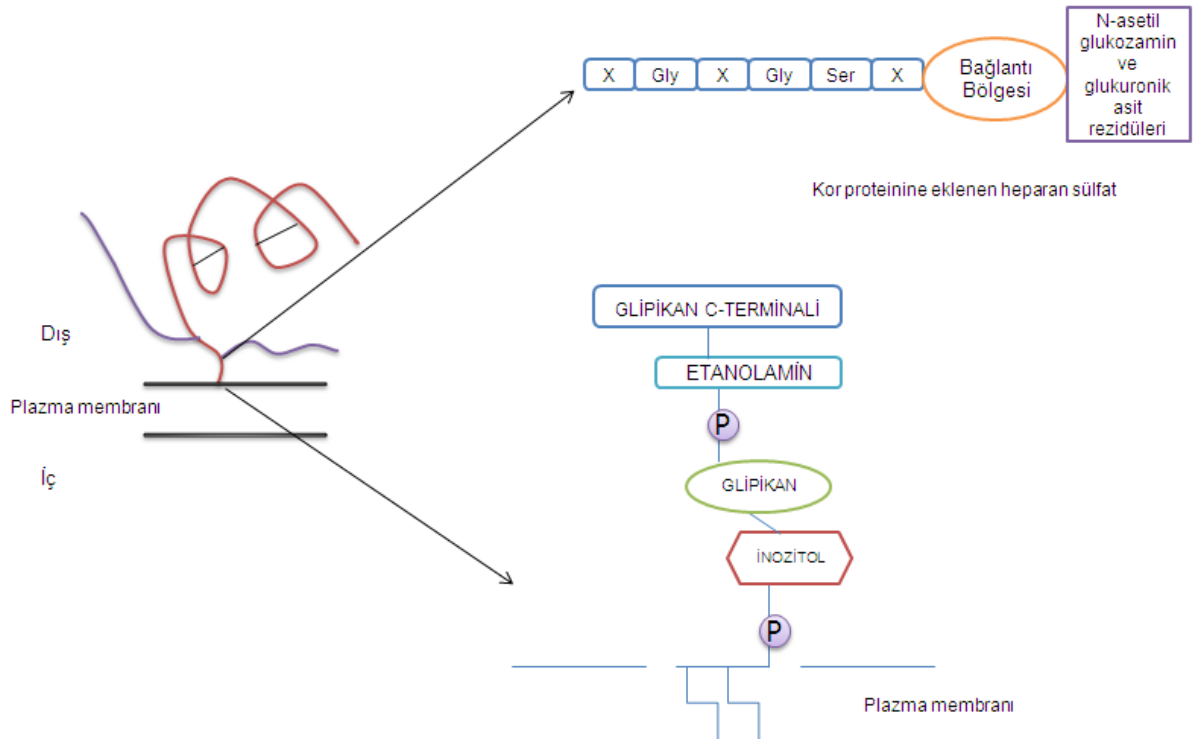 X Gly X Gly Ser X
Bağlantı
Bölgesi
N-asetil
glukozamin
ve
glukuronik
asit
rezidüleri
Kor proteinine eklenen heparan sülfat
Dış
Plazma membranı
İç
GLİPİKAN C-TERMİNALİ
ETANOLAMİN
P
GLİPİKAN
İNOZİTOL
P
Plazma membranı